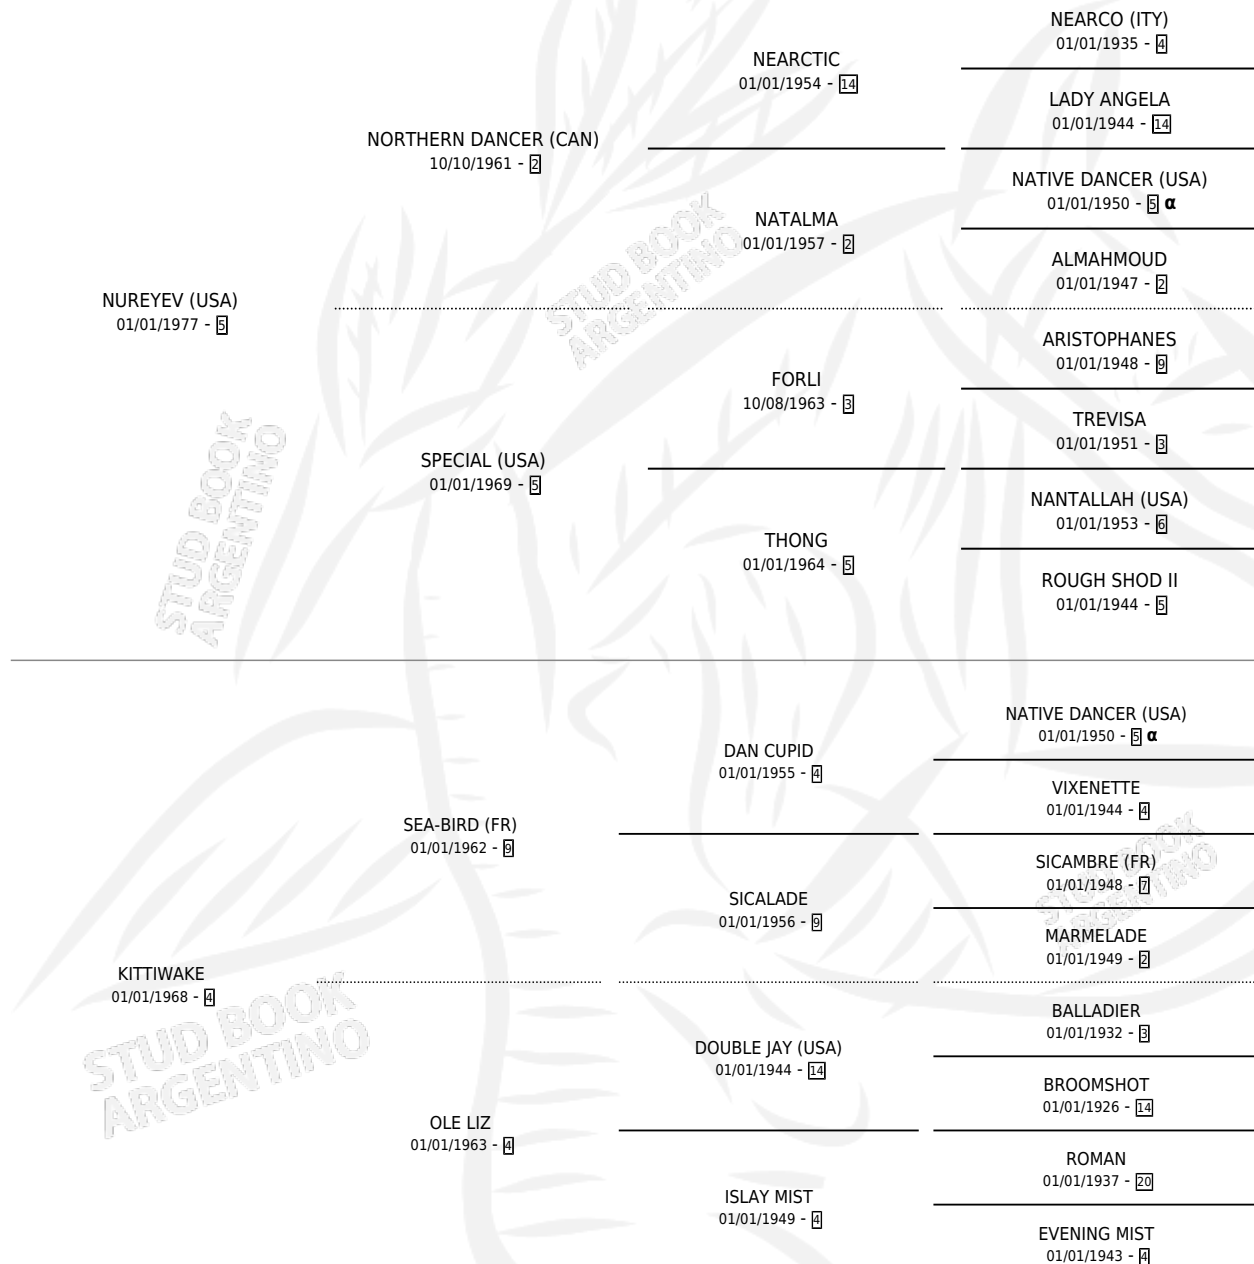 NEARCO (ITY)
01/01/1935 - 4
NEARCTIC
01/01/1954 - 14
LADY ANGELA
01/01/1944 - 14
NORTHERN DANCER (CAN)
10/10/1961 - 2
NATIVE DANCER (USA)
01/01/1950 - 5 α
NATALMA
01/01/1957 - 2
ALMAHMOUD
01/01/1947 - 2
STUD BOOK
ARGENTINO
NUREYEV (USA)
01/01/1977 - 5
ARISTOPHANES
01/01/1948 - 9
FORLI
10/08/1963 - 3
TREVISA
01/01/1951 - 3
SPECIAL (USA)
01/01/1969 - 5
NANTALLAH (USA)
01/01/1953 - 6
THONG
01/01/1964 - 5
ROUGH SHOD II
01/01/1944 - 5
STUD BOOK
ARGENTINO
NATIVE DANCER (USA)
01/01/1950 - 5 α
DAN CUPID
01/01/1955 - 4
VIXENETTE
01/01/1944 - 4
SEA-BIRD (FR)
01/01/1962 - 9
SICAMBRE (FR)
01/01/1948 - 7
STUD BOOK
ARGENTINO
SICALADE
01/01/1956 - 9
MARMELADE
01/01/1949 - 2
KITTIWAKE
01/01/1968 - 4
BALLADIER
01/01/1932 - 3
STUD BOOK
ARGENTINO
DOUBLE JAY (USA)
01/01/1944 - 14
BROOMSHOT
01/01/1926 - 14
OLE LIZ
01/01/1963 - 4
ROMAN
01/01/1937 - 20
ISLAY MIST
01/01/1949 - 4
EVENING MIST
01/01/1943 - 4